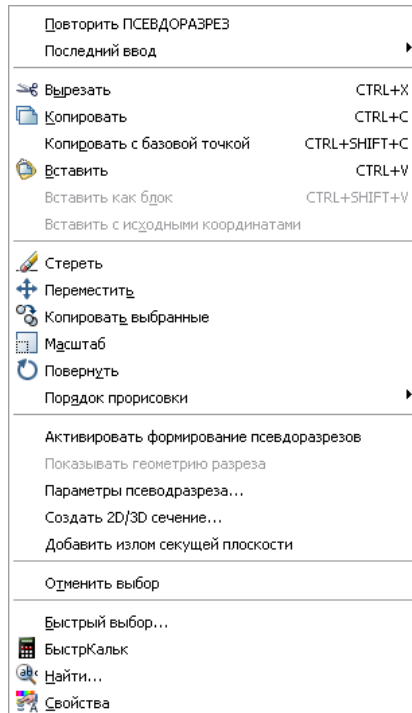 Повторить ПСЕВДОРАЗРЕЗ
Последний ввод
Вырезать CTRL+X
Копировать CTRL+C
Копировать с базовой точкой CTRL+SHIFT+C
Вставить CTRL+V
Вставить как блок CTRL+SHIFT+V
Вставить с исходными координатами
Стереть
Переместить
Копировать выбранные
Масштаб
Повернуть
Порядок прорисовки
Активировать формирование псевдоразрезов
Показывать геометрию разреза
Параметры псеводразреза...
Создать 2D/3D сечение...
Добавить излом секущей плоскости
Отменить выбор
Быстрый выбор...
БыстрКальк
Найти...
Свойства